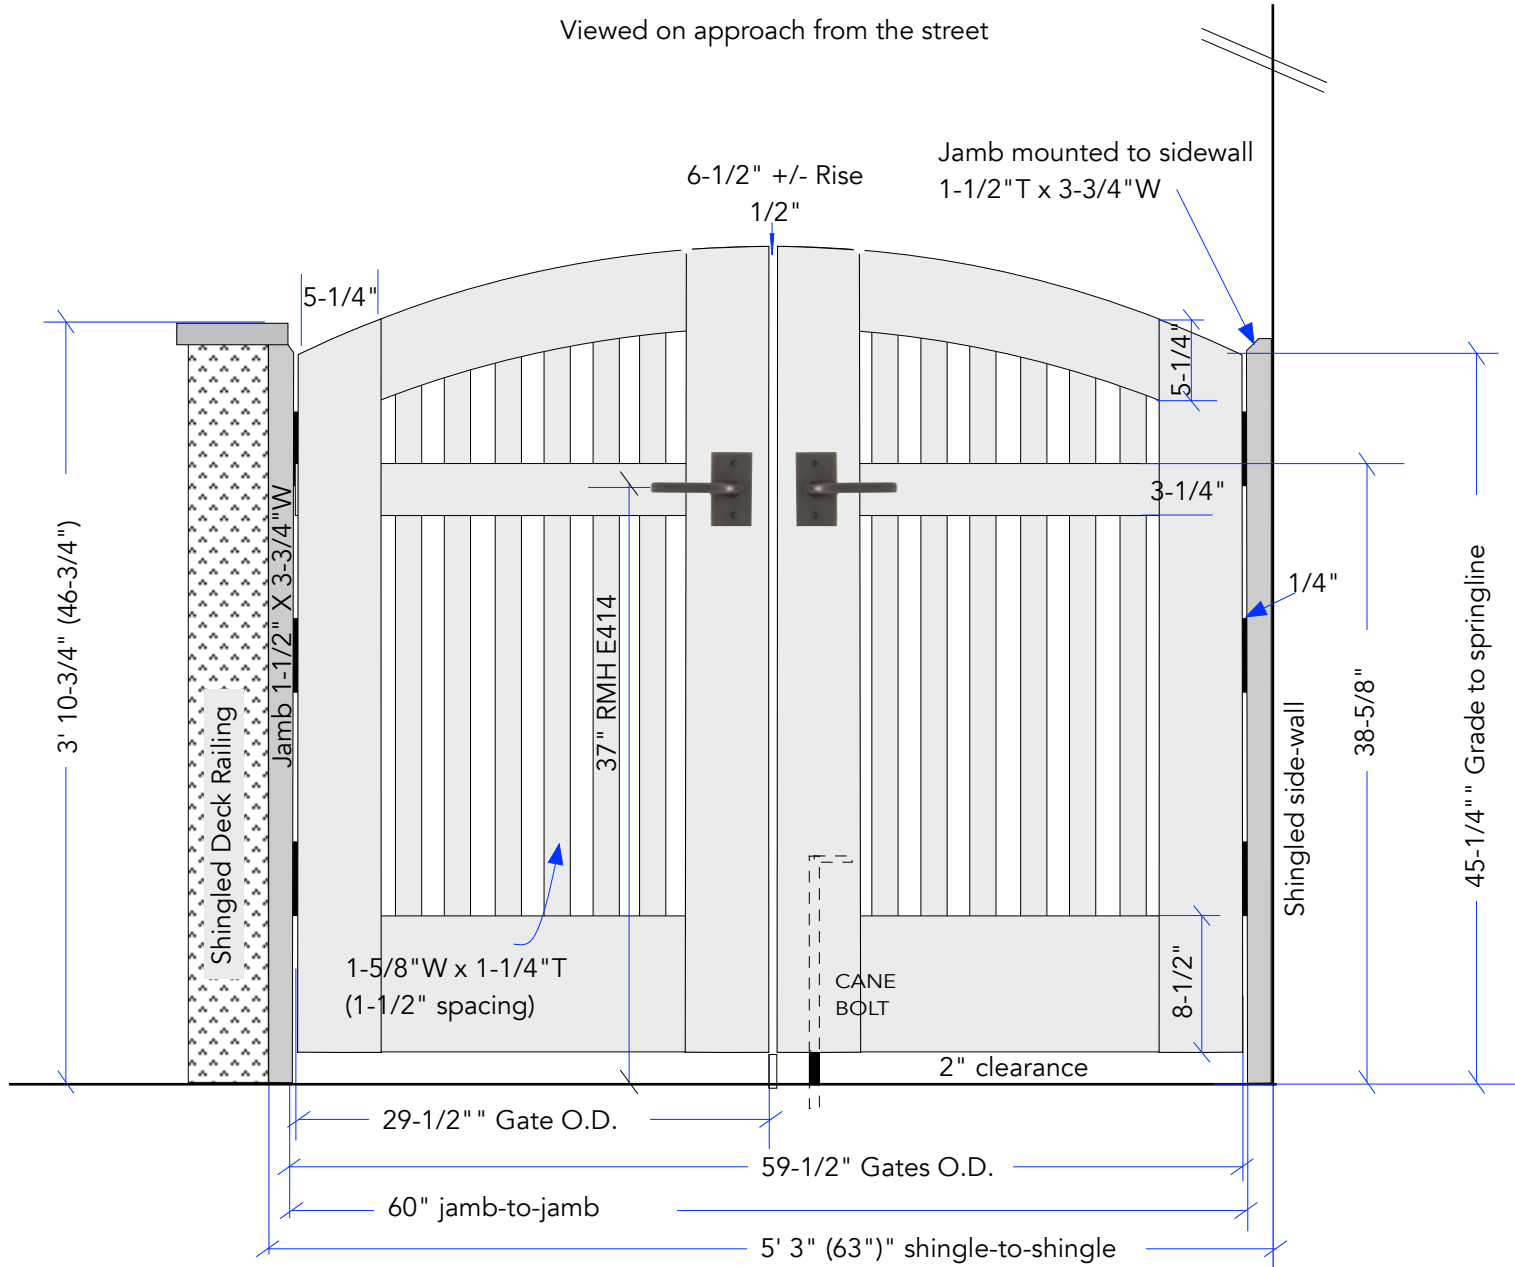 Viewed on approach from the street
Jamb mounted to sidewall
1-1/2"T x 3-3/4"W
6-1/2" +/- Rise
1/2"
5-1/4"
5-1/4"
3-1/4"
1/4"
3' 10-3/4" (46-3/4")
Shingled Deck Railing
Jamb 1-1/2" X 3-3/4"W
37" RMH E414
38-5/8"
45-1/4"" Grade to springline
Shingled side-wall
1-5/8"W x 1-1/4"T
(1-1/2" spacing)
CANE
BOLT
8-1/2"
2" clearance
29-1/2"" Gate O.D.
59-1/2" Gates O.D.
60" jamb-to-jamb
5' 3" (63")" shingle-to-shingle